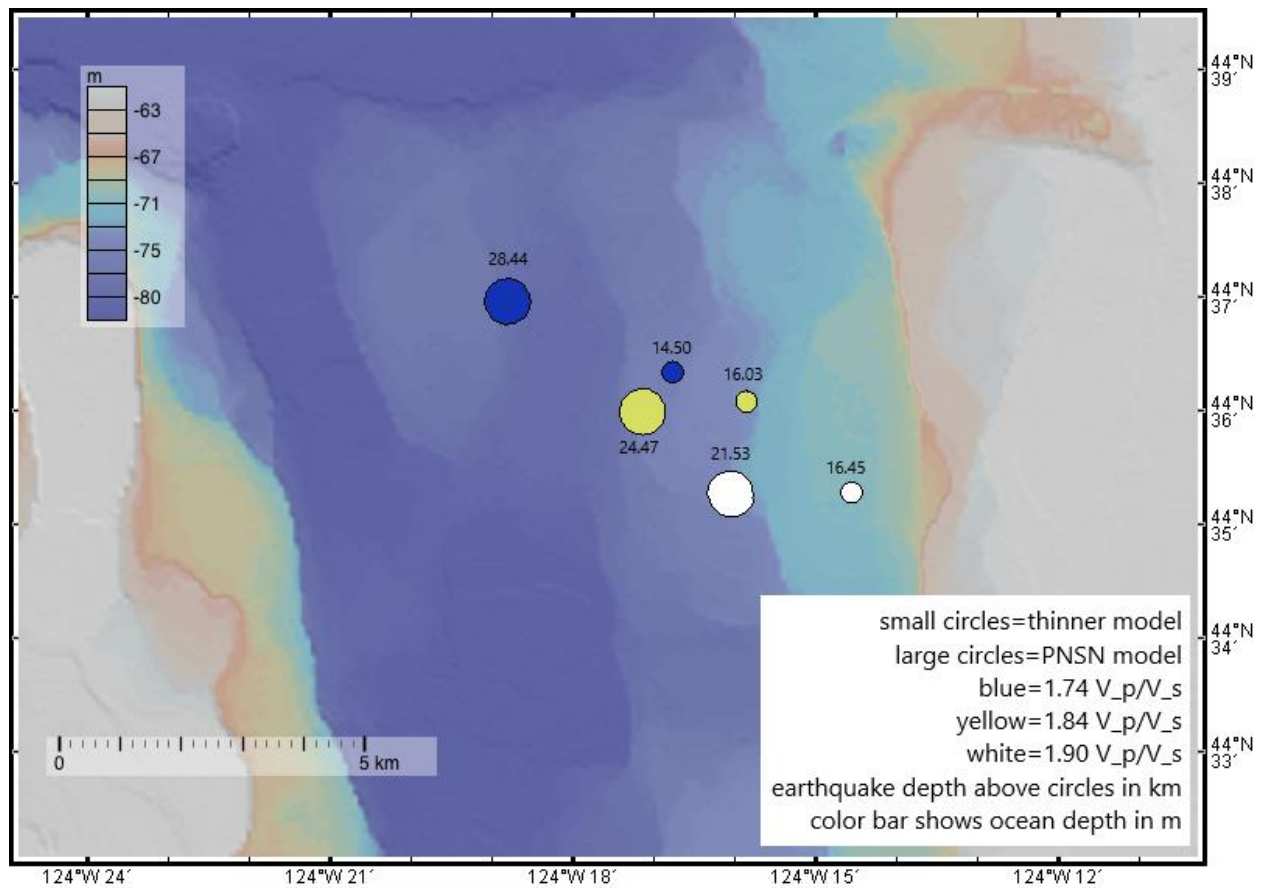 m
-63
-67
-71
-75
-80
28.44
14.50
16.03
24.47
21.53
16.45
0
5 km
small circles=thinner model
large circles=PNSN model
blue=1.74 V_p/V_s
yellow=1.84 V_p/V_s
white=1.90 V_p/V_s
earthquake depth above circles in km
color bar shows ocean depth in m
44°N
39′
44°N
38′
44°N
37′
44°N
36′
44°N
35′
44°N
34′
44°N
33′
124°W 24′
124°W 21′
124°W 18′
124°W 15′
124°W 12′